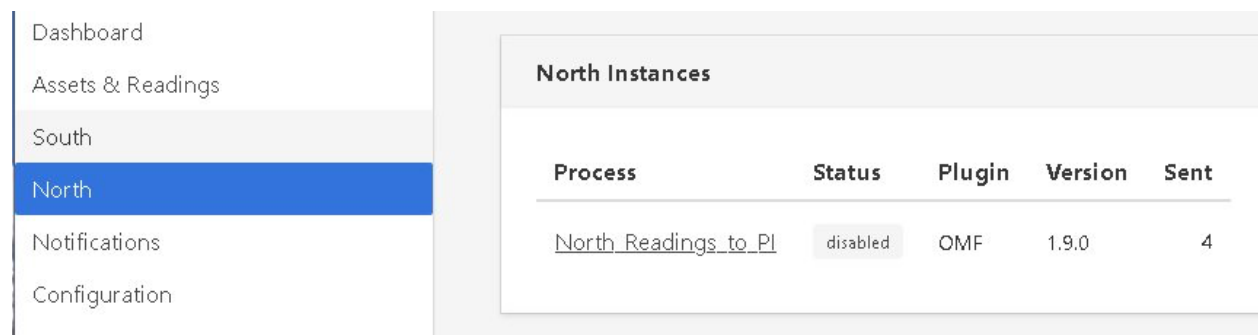 Dashboard
Assets & Readings
South
North
Notifications
Configuration
North Instances
Process Status Plugin Version Sent
North_Readings_to_PI disabled OMF 1.9.0 4